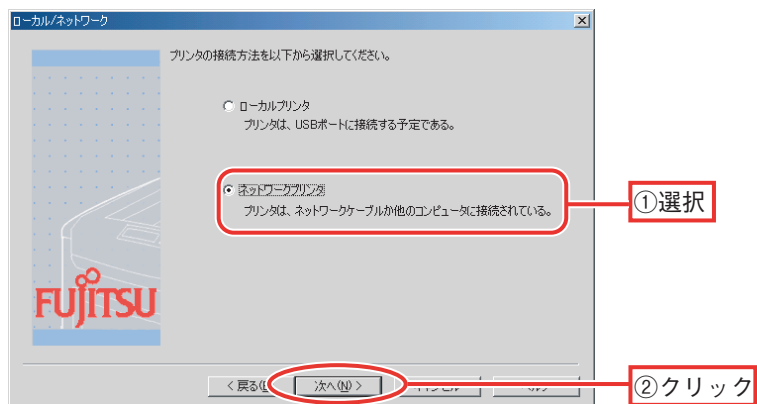 ローカル/ネットワーク
プリンタの接続方法を以下から選択してください。
ローカルプリンタ
プリンタは、USBポートに接続する予定である。
ネットワークプリンタ
プリンタは、ネットワークケーブルか他のコンピュータに接続されている。
①選択
FUJITSU
< 戻る(B 次へ(N) >
②クリック